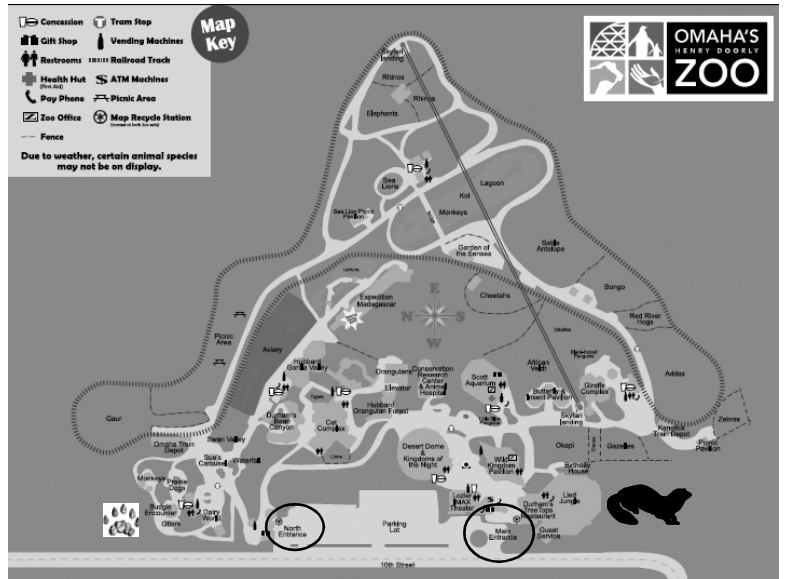 Concession
Tram Stop
Gift Shop
Vending Machines
Restrooms
Railroad Track
Health Hut
(First Aid)
ATM Machines
Pay Phone
Picnic Area
Zoo Office
Map Recycle Station
Fence
Due to weather, certain animal species
may not be on display.
Map
Key
OMAHA'S
HENRY DOORLY
ZOO
Skyfari
landing
Rhinos
Rhinos
Elephants
Sea
Lions
Lagoon
Koi
Monkeys
Sea Lion Picnic
Pavilion
Garden of
the Senses
Sable
Antelope
Bongo
Red River
Hogs
Addax
Lemurs
Expedition
Madagascar
E
N S
W
Cheetahs
Giraffes
Picnic
Area
Aviary
Hubbard
Gorilla Valley
Orangutans
Elevator
Conservation
Research
Center
& Animal
Hospital
Scott
Aquarium
African
Veldt
Black-footed
Penguins
Giraffe
Complex
Butterfly &
Insect Pavilion
Tigers
Hubbard
Orangutan Forest
Durham's
Bear
Canyon
Cat
Complex
Lions
Skyfari
landing
Kenefick
Train Depot
Zebras
Picnic
Pavilion
Gaur
Omaha Train
Depot
Swan Valley
Sue's
Carousel
Waterfall
Desert Dome
&
Kingdoms of
the Night
Wild
Kingdom
Pavilion
Okapi
Gazelles
Birthday
House
Monkeys
Prairie
Dogs
Budgie
Encounter
Otters
Dairy
World
Lozier
IMAX
Theater
Durham's
TreeTops
Restaurant
Lied
Jungle
Guest
Service
North
Entrance
Parking
Lot
Main
Entrance
10th Street